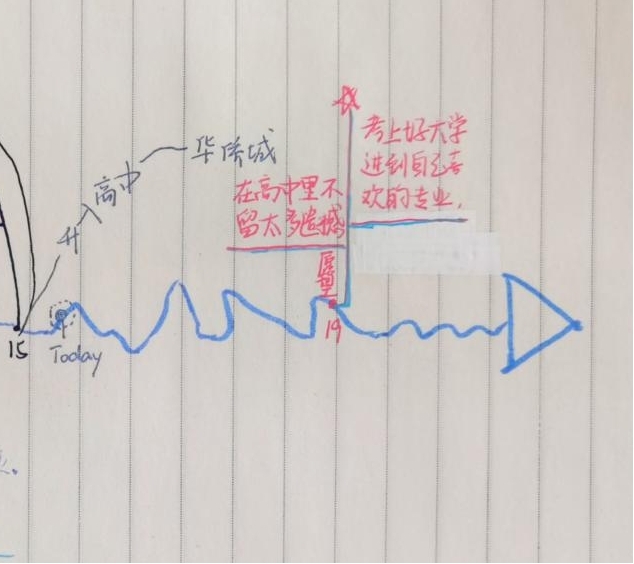 华侨城
升入高中
考上好大学
进到自己喜
欢的专业.
在高中里不
留太多遗憾
愿望
19
15
Today